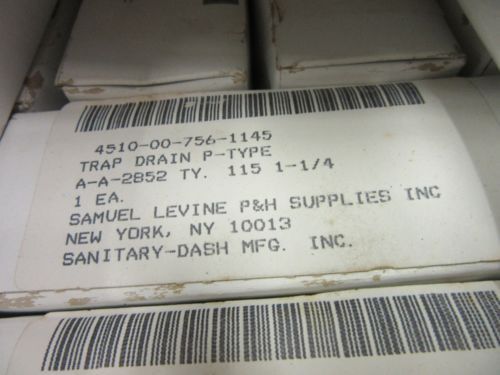 4510-00-756-1145
TRAP DRAIN P-TYPE
A-A-2852 TY. 115 1-1/4
1 EA.
SAMUEL LEVINE P&H SUPPLIES INC
NEW YORK, NY 10013
SANITARY-DASH MFG. INC.